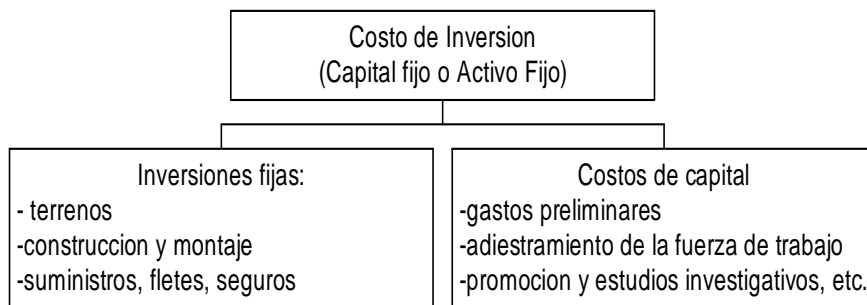 Costo de Inversion
(Capital fijo o Activo Fijo)
Inversiones fijas:
- terrenos
-construccion y montaje
-suministros, fletes, seguros
Costos de capital
-gastos preliminares
-adiestramiento de la fuerza de trabajo
-promocion y estudios investigativos, etc.